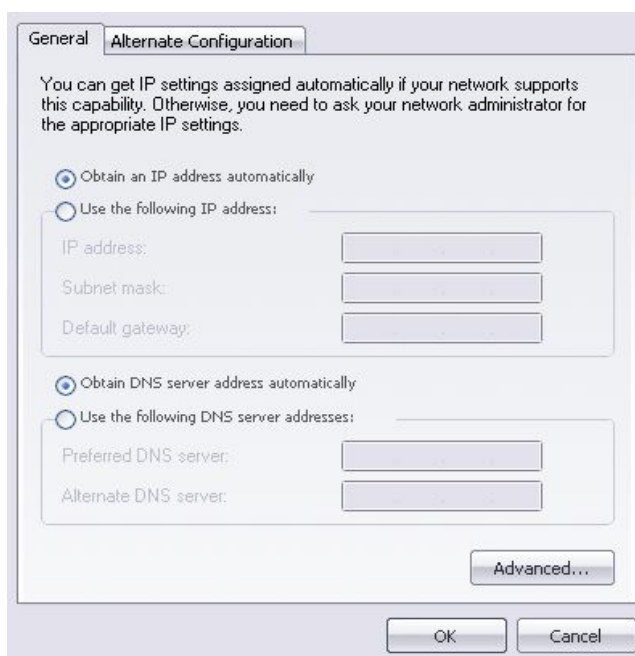 General
Alternate Configuration
You can get IP settings assigned automatically if your network supports
this capability. Otherwise, you need to ask your network administrator for
the appropriate IP settings.
Obtain an IP address automatically
Use the following IP address:
IP address:
Subnet mask:
Default gateway:
Obtain DNS server address automatically
Use the following DNS server addresses:
Preferred DNS server:
Alternate DNS server:
Advanced...
OK
Cancel